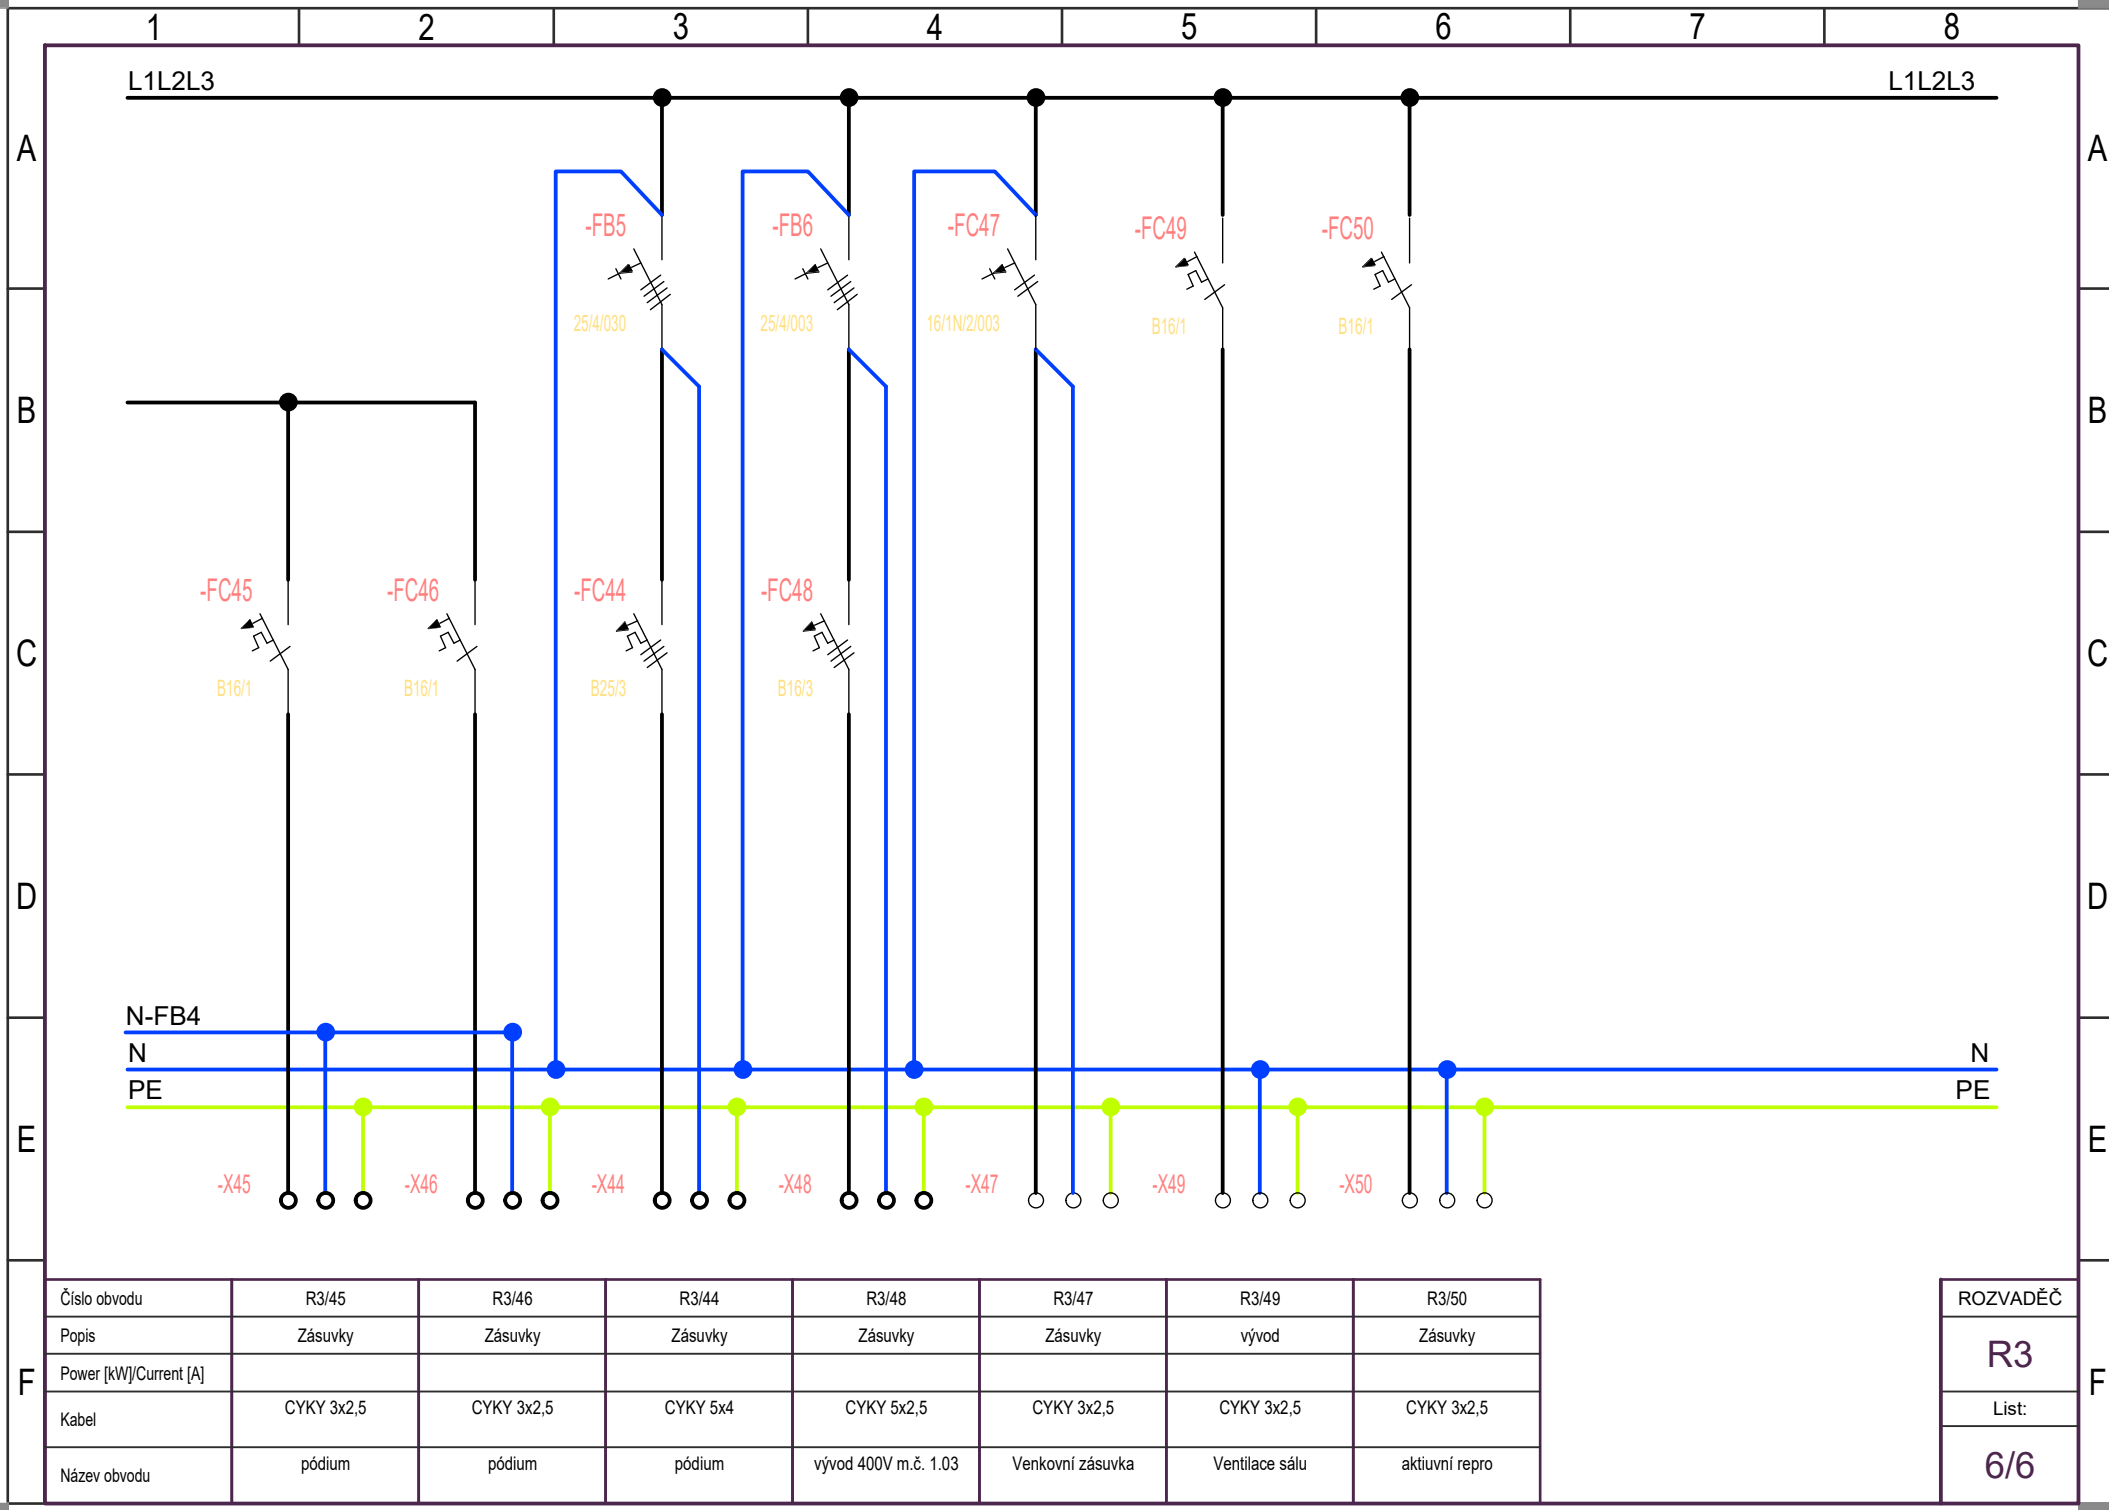 1 2 3 4 5 6 7 8
L1L2L3 L1L2L3
A A
-FB5 -FB6 -FC47 -FC49 -FC50
25/4/030 25/4/003 16/1N/2/003 B16/1 B16/1
B B
-FC45 -FC46 -FC44 -FC48
C C
B16/1 B16/1 B25/3 B16/3
D D
N-FB4
N N
PE PE
E E
-X45 -X46 -X44 -X48 -X47 -X49 -X50
Číslo obvodu R3/45 R3/46 R3/44 R3/48 R3/47 R3/49 R3/50
Popis Zásuvky Zásuvky Zásuvky Zásuvky Zásuvky vývod Zásuvky
Power [kW]/Current [A]
Kabel CYKY 3x2,5 CYKY 3x2,5 CYKY 5x4 CYKY 5x2,5 CYKY 3x2,5 CYKY 3x2,5 CYKY 3x2,5
Název obvodu pódium pódium pódium vývod 400V m.č. 1.03 Venkovní zásuvka Ventilace sálu aktiuvní repro
F F
ROZVADĚČ
R3
List:
6/6